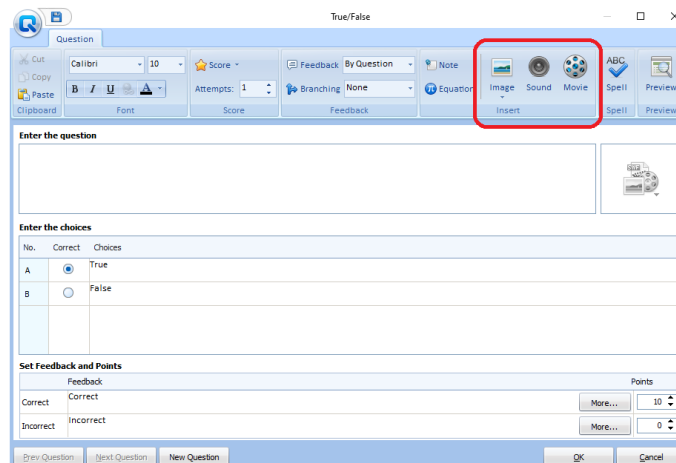 True/False
Question
Cut
Copy
Paste
Clipboard
Calibri
10
B I U A
Font
Score
Attempts: 1
Score
Feedback By Question
Branching None
Feedback
Note
Equation
Image Sound Movie
Insert
ABC
Spell
Spell
Preview
Preview
Enter the question
Enter the choices
No. Correct Choices
A True
B False
Set Feedback and Points
Feedback Points
Correct Correct More... 10
Incorrect Incorrect More... 0
Prev Question Next Question New Question OK Cancel